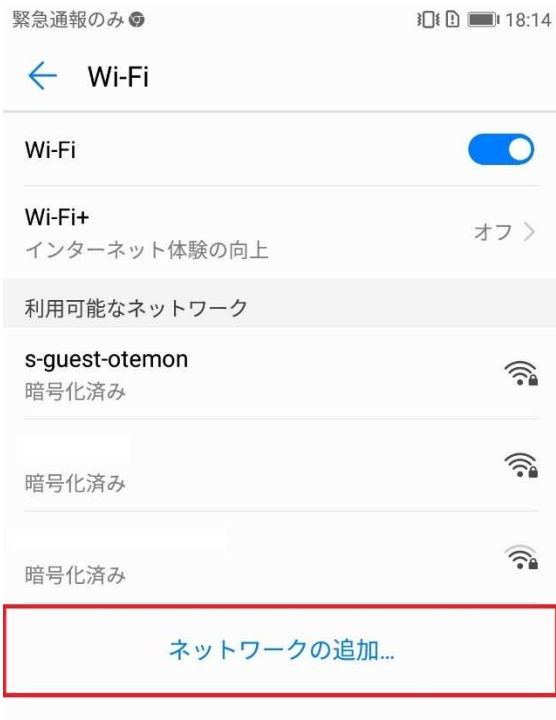 緊急通報のみ
18:14
Wi-Fi
Wi-Fi
Wi-Fi+
インターネット体験の向上
オフ
利用可能なネットワーク
s-guest-otemon
暗号化済み
暗号化済み
暗号化済み
ネットワークの追加...